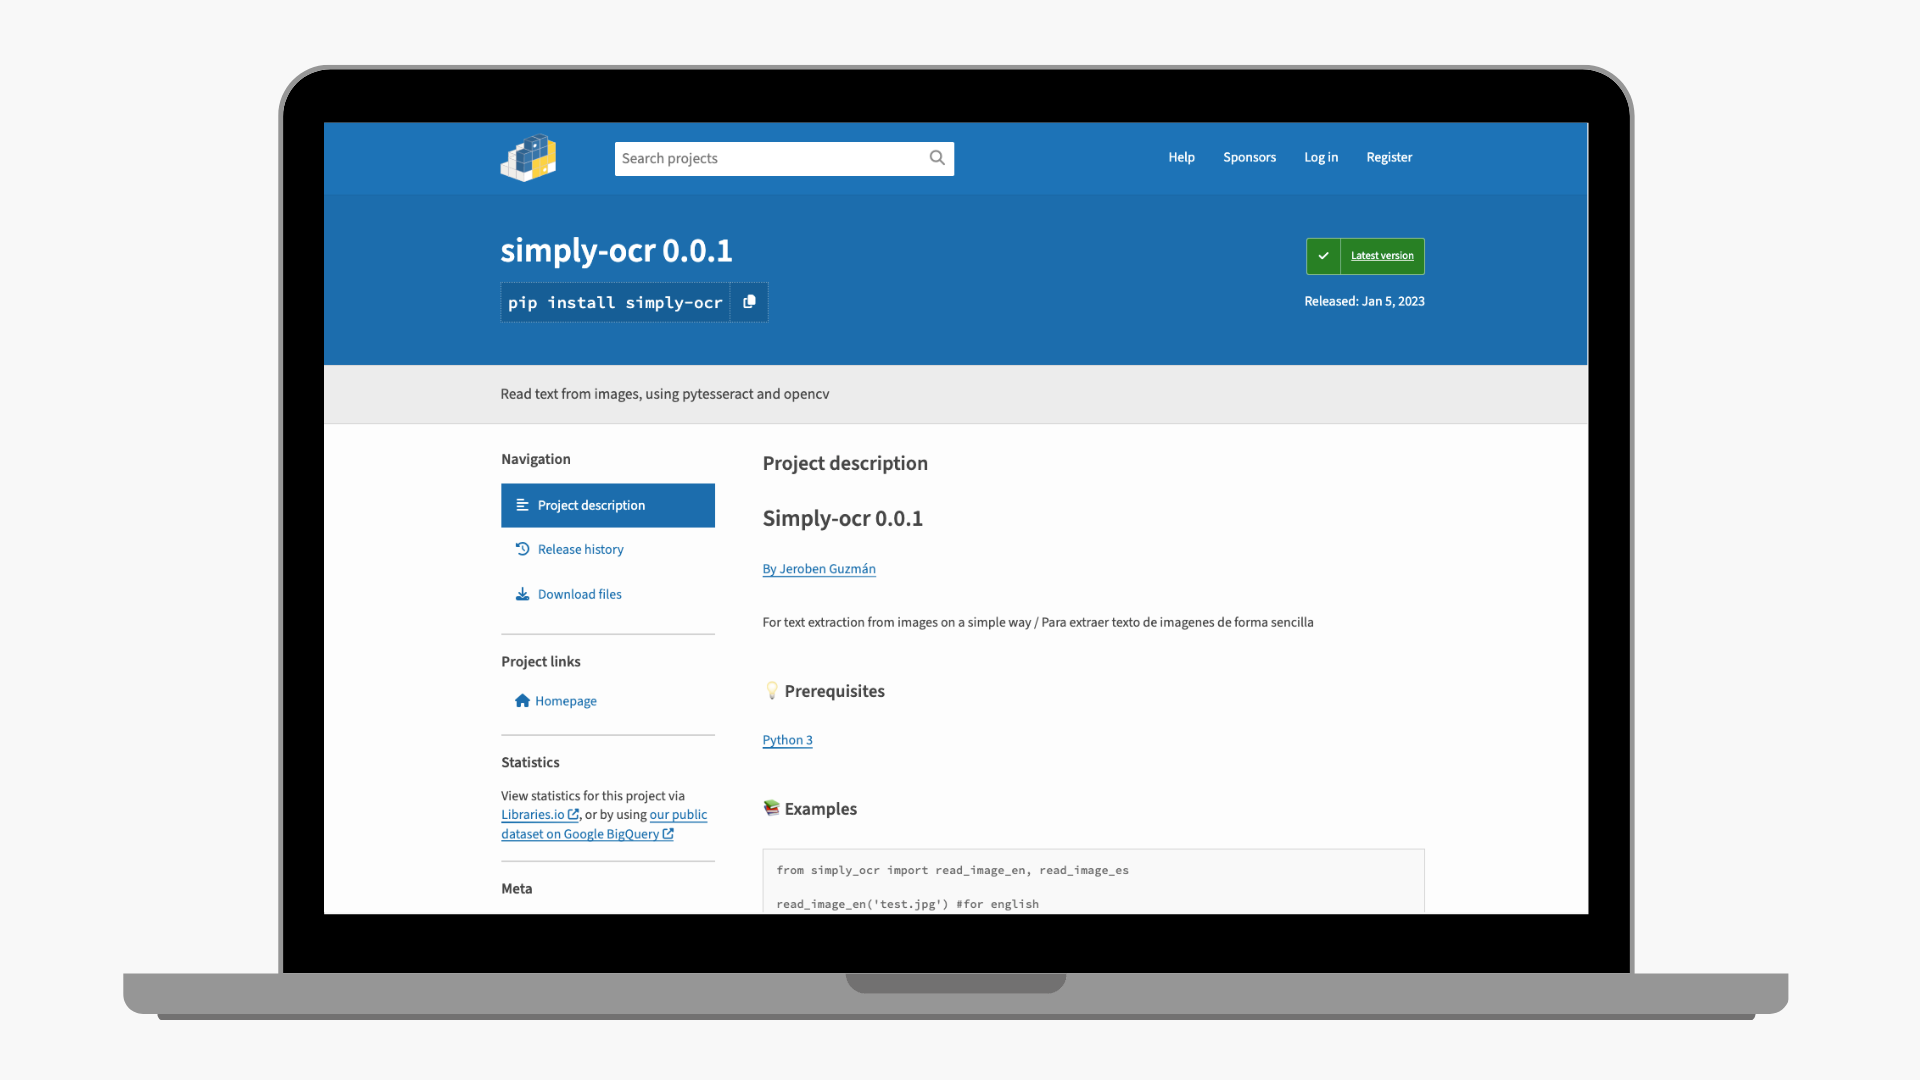 Search projects
Help
Sponsors
Log in
Register
simply-ocr 0.0.1
pip install simply-ocr
Latest version
Released: Jan 5, 2023
Read text from images, using pytesseract and opencv
Navigation
Project description
Release history
Download files
Project links
Homepage
Statistics
View statistics for this project via
Libraries.io, or by using our public
dataset on Google BigQuery
Meta
Project description
Simply-ocr 0.0.1
By Jeroben Guzmán
For text extraction from images on a simple way / Para extraer texto de imagenes de forma sencilla
Prerequisites
Python 3
Examples
from simply_ocr import read_image_en, read_image_es
read_image_en('test.jpg') #for english